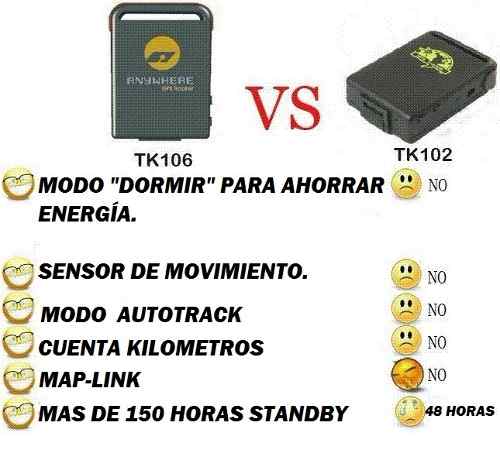 ANYWHERE
GPS Tracker
VS
TK106
TK102
MODO "DORMIR" PARA AHORRAR NO
ENERGÍA.
SENSOR DE MOVIMIENTO. NO
MODO AUTOTRACK NO
CUENTA KILOMETROS NO
MAP-LINK NO
MAS DE 150 HORAS STANDBY 48 HORAS